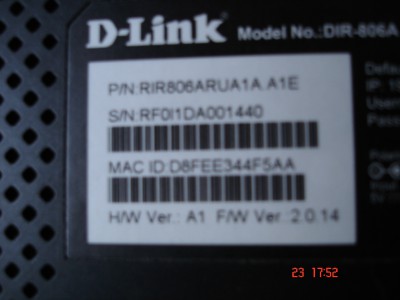 D-Link Model No.:DIR-806A
P/N:RIR806ARUA1A.A1E
S/N:RF0I1DA001440
MAC ID:D8FEE344F5AA
H/W Ver.: A1 F/W Ver.:2.0.14
23 17:52